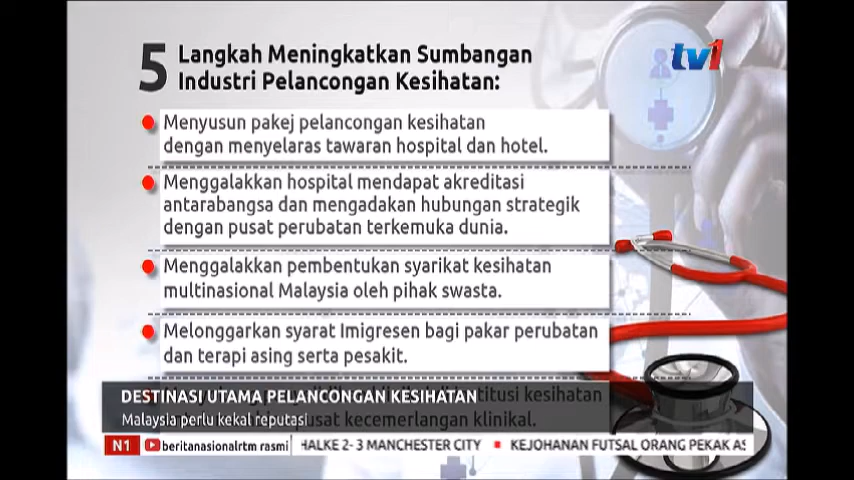 5 Langkah Meningkatkan Sumbangan
Industri Pelancongan Kesihatan:
tv1
Menyusun pakej pelancongan kesihatan
dengan menyelaras tawaran hospital dan hotel.
Menggalakkan hospital mendapat akreditasi
antarabangsa dan mengadakan hubungan strategik
dengan pusat perubatan terkemuka dunia.
Menggalakkan pembentukan syarikat kesihatan
multinasional Malaysia oleh pihak swasta.
Melonggarkan syarat Imigresen bagi pakar perubatan
dan terapi asing serta pesakit.
institusi kesihatan
pusat kecemerlangan klinikal.
DESTINASI UTAMA PELANCONGAN KESIHATAN
Malaysia perlu kekal reputasi
N1 beritanasionalrtm rasmi HALKE 2- 3 MANCHESTER CITY KEJOHANAN FUTSAL ORANG PEKAK AS